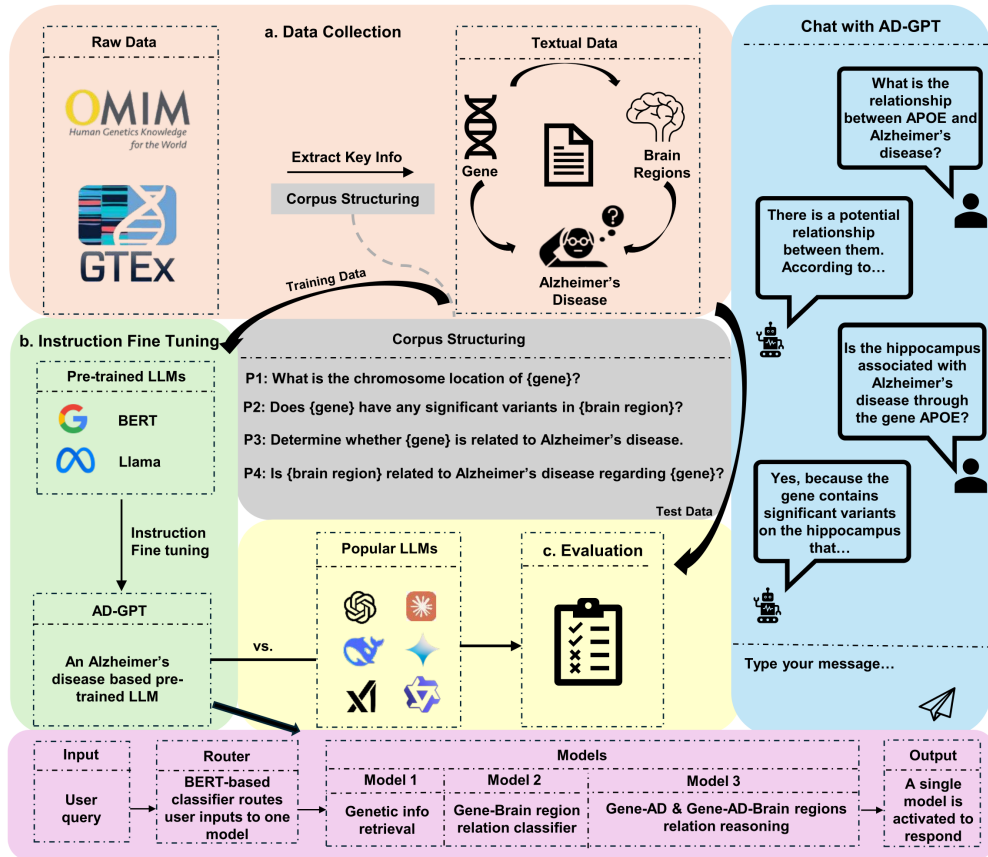 a. Data Collection
Raw Data
OMIM
Human Genetics Knowledge
for the World
GTEx
Extract Key Info
Corpus Structuring
Textual Data
Gene
Brain
Regions
?
Alzheimer's
Disease
Training Data
b. Instruction Fine Tuning
Pre-trained LLMs
BERT
Llama
Instruction
Fine tuning
AD-GPT
An Alzheimer's
disease based pre-
trained LLM
Corpus Structuring
P1: What is the chromosome location of {gene}?
P2: Does {gene} have any significant variants in {brain region}?
P3: Determine whether {gene} is related to Alzheimer's disease.
P4: Is {brain region} related to Alzheimer's disease regarding {gene}?
Test Data
vs.
Popular LLMs
c. Evaluation
Chat with AD-GPT
What is the
relationship
between APOE and
Alzheimer's
disease?
There is a potential
relationship
between them.
According to…
Is the hippocampus
associated with
Alzheimer's
disease through
the gene APOE?
Yes, because the
gene contains
significant variants
on the hippocampus
that…
Type your message…
Input
User
query
Router
BERT-based
classifier routes
user inputs to one
model
Models
Model 1
Genetic info
retrieval
Model 2
Gene-Brain region
relation classifier
Model 3
Gene-AD & Gene-AD-Brain regions
relation reasoning
Output
A single
model is
activated to
respond